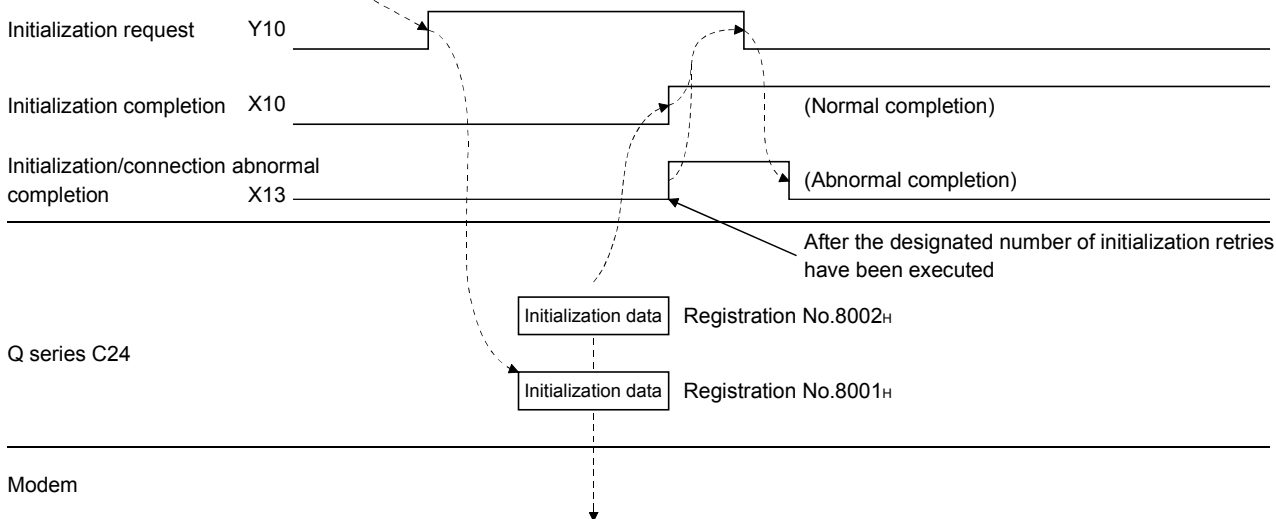 Initialization request Y10
Initialization completion X10 (Normal completion)
Initialization/connection abnormal
completion X13 (Abnormal completion)
After the designated number of initialization retries
have been executed
Initialization data Registration No.8002H
Q series C24
Initialization data Registration No.8001H
Modem